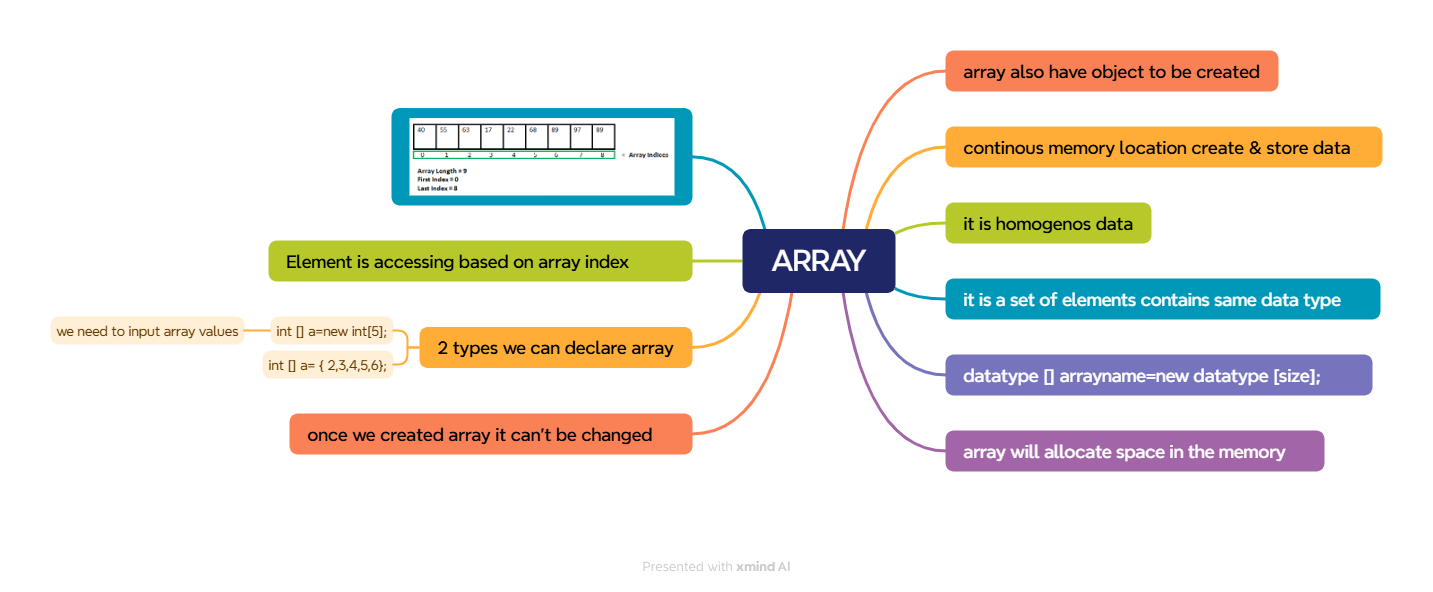 array also have object to be created
continous memory location create & store data
it is homogenos data
it is a set of elements contains same data type
datatype [] arrayname=new datatype [size];
array will allocate space in the memory
ARRAY
40 55 63 17 22 68 89 97 89
0 1 2 3 4 5 6 7 8 < Array Indices
Array Length = 9
First Index = 0
Last Index = 8
Element is accessing based on array index
2 types we can declare array
int [] a=new int[5];
we need to input array values
int [] a= { 2,3,4,5,6};
once we created array it can't be changed
Presented with xmind AI